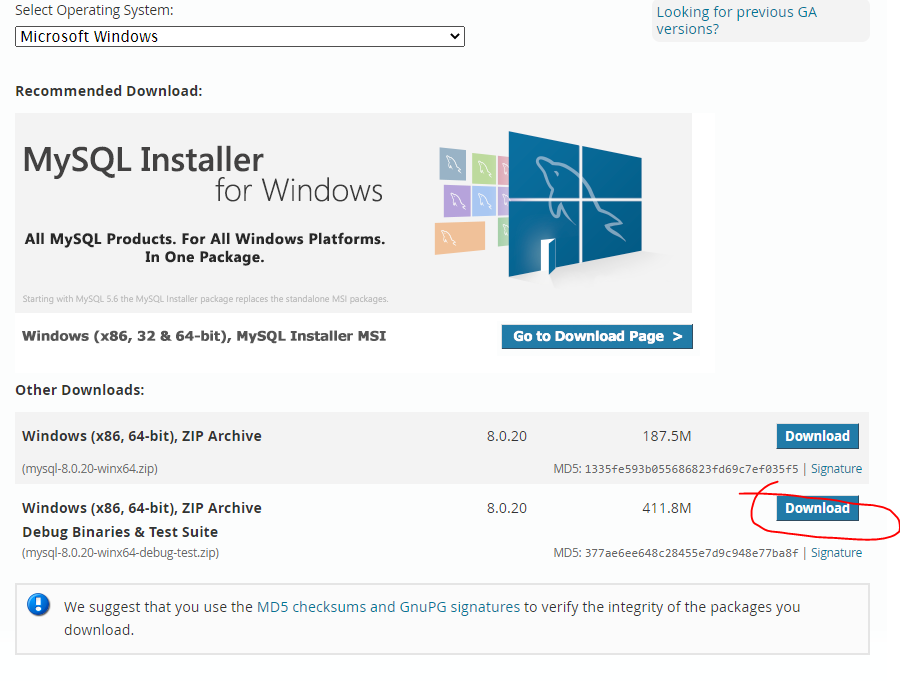 Select Operating System:
Looking for previous GA
versions?
Microsoft Windows
Recommended Download:
MySQL Installer
for Windows
All MySQL Products. For All Windows Platforms.
In One Package.
Starting with MySQL 5.6 the MySQL Installer package replaces the standalone MSI packages.
Windows (x86, 32 & 64-bit), MySQL Installer MSI
Go to Download Page >
Other Downloads:
Windows (x86, 64-bit), ZIP Archive 8.0.20 187.5M Download
(mysql-8.0.20-winx64.zip) MD5: 1335fe593b055686823fd69c7ef035f5 | Signature
Windows (x86, 64-bit), ZIP Archive 8.0.20 411.8M Download
Debug Binaries & Test Suite
(mysql-8.0.20-winx64-debug-test.zip) MD5: 377ae6ee648c28455e7d9c948e77ba8f | Signature
We suggest that you use the MD5 checksums and GnuPG signatures to verify the integrity of the packages you
download.